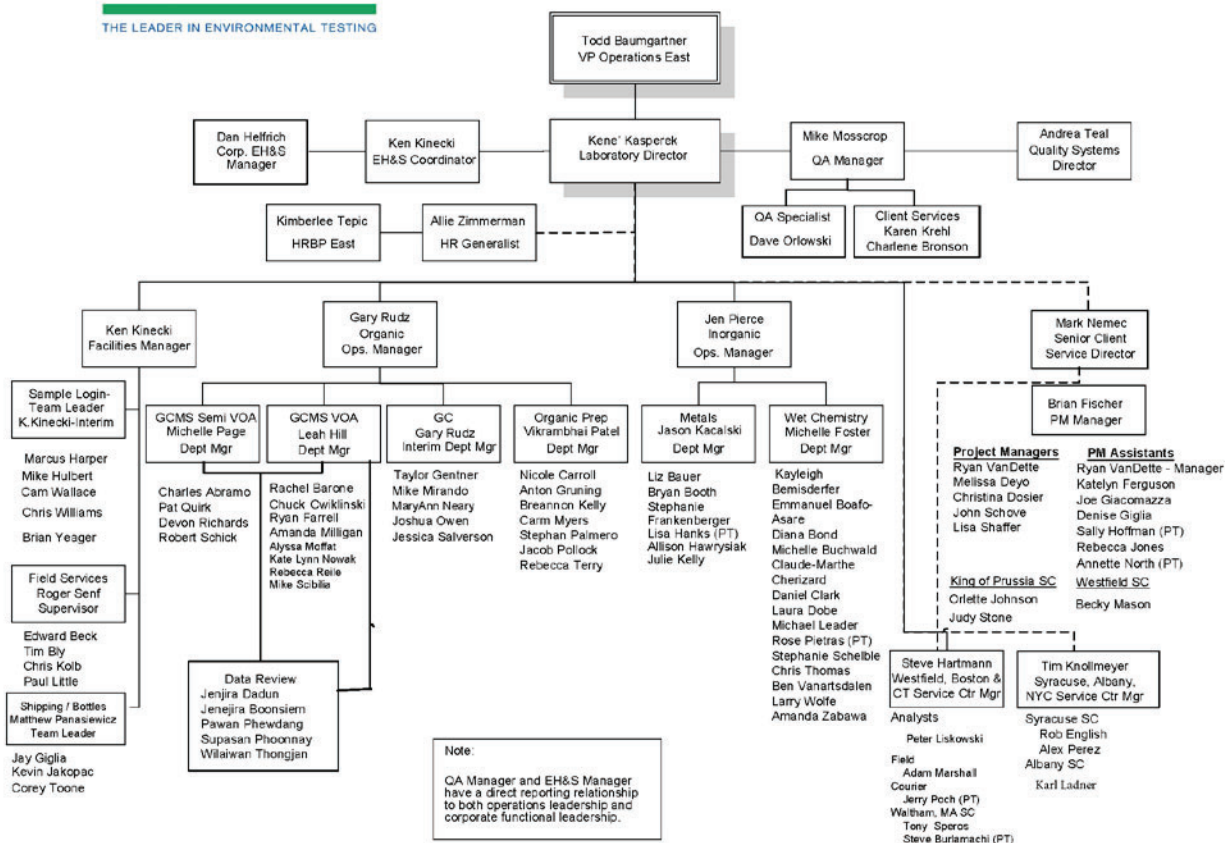 THE LEADER IN ENVIRONMENTAL TESTING
Todd Baumgartner
VP Operations East
Dan Helfrich
Corp. EH&S
Manager
Ken Kinecki
EH&S Coordinator
Kene' Kasperek
Laboratory Director
Mike Mosscrop
QA Manager
Andrea Teal
Quality Systems
Director
Kimberlee Tepic
HRBP East
Allie Zimmerman
HR Generalist
QA Specialist
Dave Orlowski
Client Services
Karen Krehl
Charlene Bronson
Ken Kinecki
Facilities Manager
Gary Rudz
Organic
Ops. Manager
Jen Pierce
Inorganic
Ops. Manager
Mark Nemec
Senior Client
Service Director
Sample Login-
Team Leader
K.Kinecki-Interim
Marcus Harper
Mike Hulbert
Cam Wallace
Chris Williams
Brian Yeager
Field Services
Roger Senf
Supervisor
Edward Beck
Tim Bly
Chris Kolb
Paul Little
Shipping / Bottles
Matthew Panasiewicz
Team Leader
Jay Giglia
Kevin Jakopac
Corey Toone
GCMS Semi VOA
Michelle Page
Dept Mgr
Charles Abramo
Pat Quirk
Devon Richards
Robert Schick
GCMS VOA
Leah Hill
Dept Mgr
Rachel Barone
Chuck Cwiklinski
Ryan Farrell
Amanda Milligan
Alyssa Moffat
Kate Lynn Nowak
Rebecca Reile
Mike Scibilia
Data Review
Jenjira Dadun
Jenejira Boonsiem
Pawan Phewdang
Supasan Phoonnay
Wilaiwan Thongjan
GC
Gary Rudz
Interim Dept Mgr
Taylor Gentner
Mike Mirando
MaryAnn Neary
Joshua Owen
Jessica Salverson
Organic Prep
Vikrambhai Patel
Dept Mgr
Nicole Carroll
Anton Gruning
Breannon Kelly
Carm Myers
Stephan Palmero
Jacob Pollock
Rebecca Terry
Metals
Jason Kacalski
Dept Mgr
Liz Bauer
Bryan Booth
Stephanie
Frankenberger
Lisa Hanks (PT)
Allison Hawrysiak
Julie Kelly
Wet Chemistry
Michelle Foster
Dept Mgr
Kayleigh
Bemisderfer
Emmanuel Boafo-
Asare
Diana Bond
Michelle Buchwald
Claude-Marthe
Cherizard
Daniel Clark
Laura Dobe
Michael Leader
Rose Pietras (PT)
Stephanie Schelble
Chris Thomas
Ben Vanartsdalen
Larry Wolfe
Amanda Zabawa
Brian Fischer
PM Manager
Project Managers
Ryan VanDette
Melissa Deyo
Christina Dosier
John Schove
Lisa Shaffer
PM Assistants
Ryan VanDette - Manager
Katelyn Ferguson
Joe Giacomazza
Denise Giglia
Sally Hoffman (PT)
Rebecca Jones
Annette North (PT)
King of Prussia SC
Orlette Johnson
Judy Stone
Westfield SC
Becky Mason
Steve Hartmann
Westfield, Boston &
CT Service Ctr Mgr
Analysts
Peter Liskowski
Field
Adam Marshall
Courier
Jerry Poch (PT)
Waltham, MA SC
Tony Speros
Steve Burlamachi (PT)
Tim Knollmeyer
Syracuse, Albany,
NYC Service Ctr Mgr
Syracuse SC
Rob English
Alex Perez
Albany SC
Karl Ladner
Note:
QA Manager and EH&S Manager
have a direct reporting relationship
to both operations leadership and
corporate functional leadership.